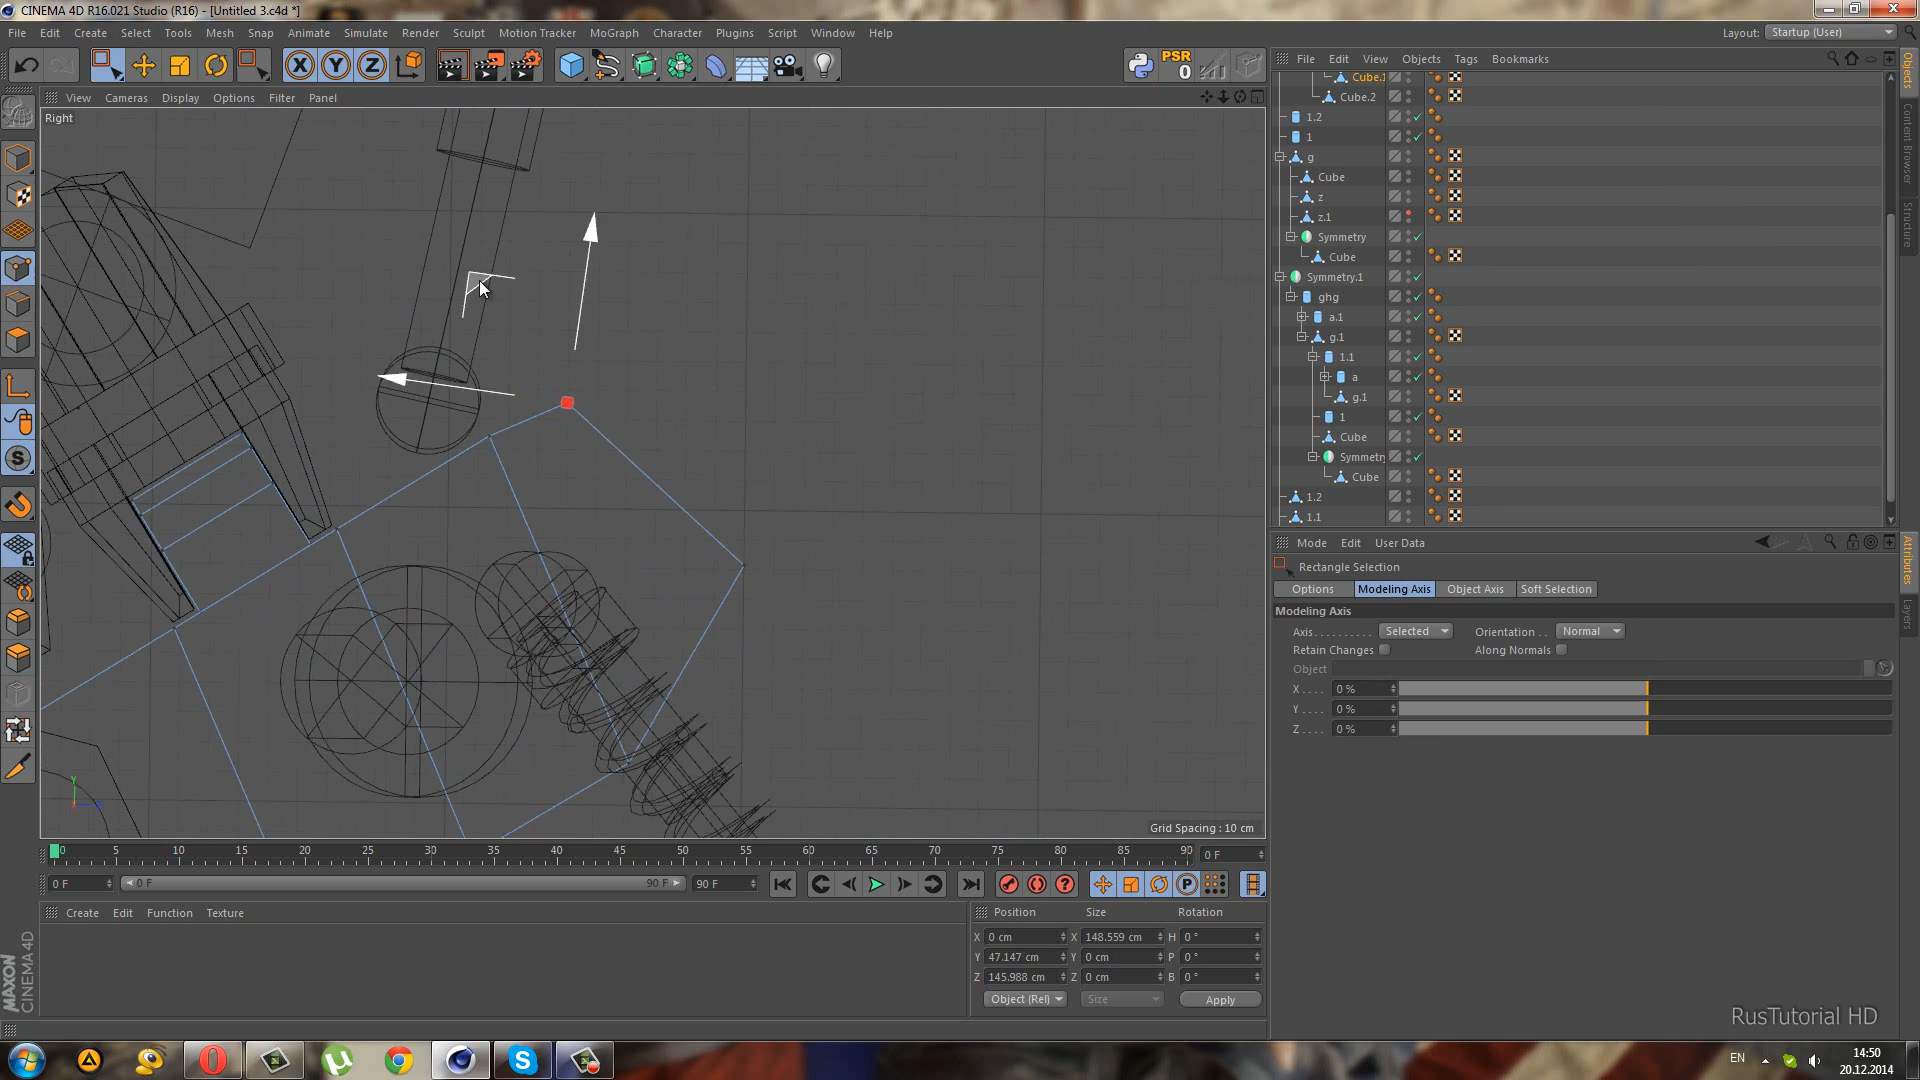 CINEMA 4D R16.021 Studio (R16) - [Untitled 3.c4d *]
File Edit Create Select Tools Mesh Snap Animate Simulate Render Sculpt Motion Tracker MoGraph Character Plugins Script Window Help
Layout: Startup (User)
X Y Z PSR 0
File Edit View Objects Tags Bookmarks
View Cameras Display Options Filter Panel
Right
Cube.1
Cube.2
1.2
1
g
Cube
z
z.1
Symmetry
Cube
Symmetry.1
ghg
a.1
g.1
1.1
a
g.1
1
Cube
Symmetry
Cube
1.2
1.1
Objects
Content Browser
Structure
Attributes
Layers
Mode Edit User Data
Rectangle Selection
Options Modeling Axis Object Axis Soft Selection
Modeling Axis
Axis Selected Orientation Normal
Retain Changes Along Normals
Object
X 0 %
Y 0 %
Z 0 %
Y
Grid Spacing : 10 cm
0 5 10 15 20 25 30 35 40 45 50 55 60 65 70 75 80 85 90 0 F
0 F 0 F 90 F 90 F
Create Edit Function Texture
Position Size Rotation
X 0 cm X 148.559 cm H 0 °
Y 47.147 cm Y 0 cm P 0 °
Z 145.988 cm Z 0 cm B 0 °
Object (Rel) Size Apply
MAXON
CINEMA 4D
RusTutorial HD
EN
14:50
20.12.2014